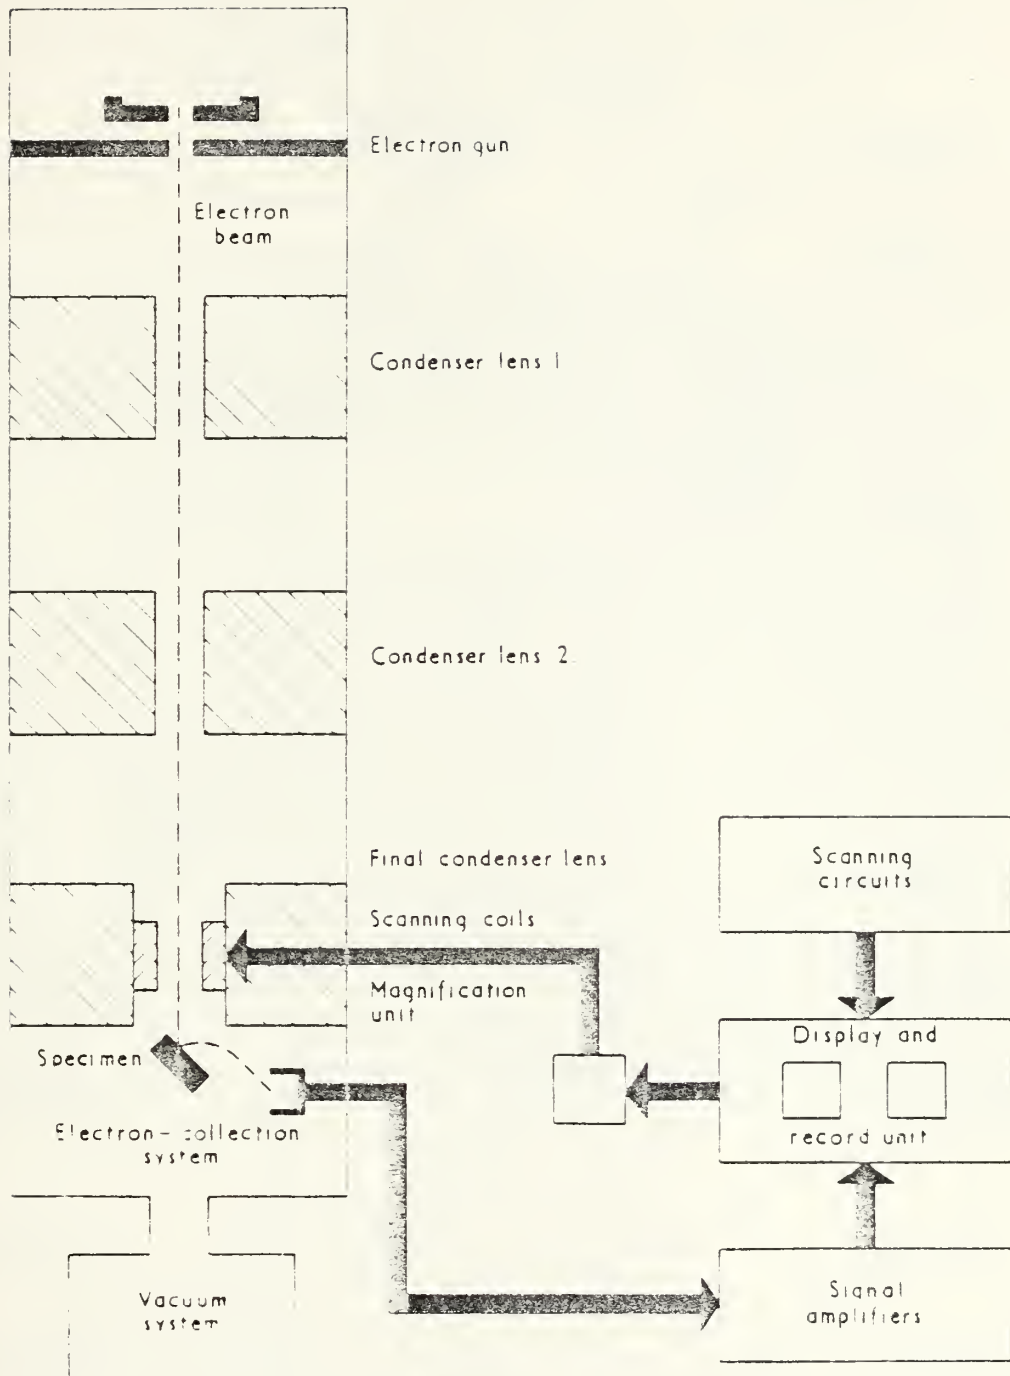 Electron gun
Electron
beam
Condenser lens 1
Condenser lens 2
Final condenser lens
Scanning coils
Magnification
unit
Scanning
circuits
Display and
record unit
Specimen
Electron-collection
system
Vacuum
system
Signal
amplifiers